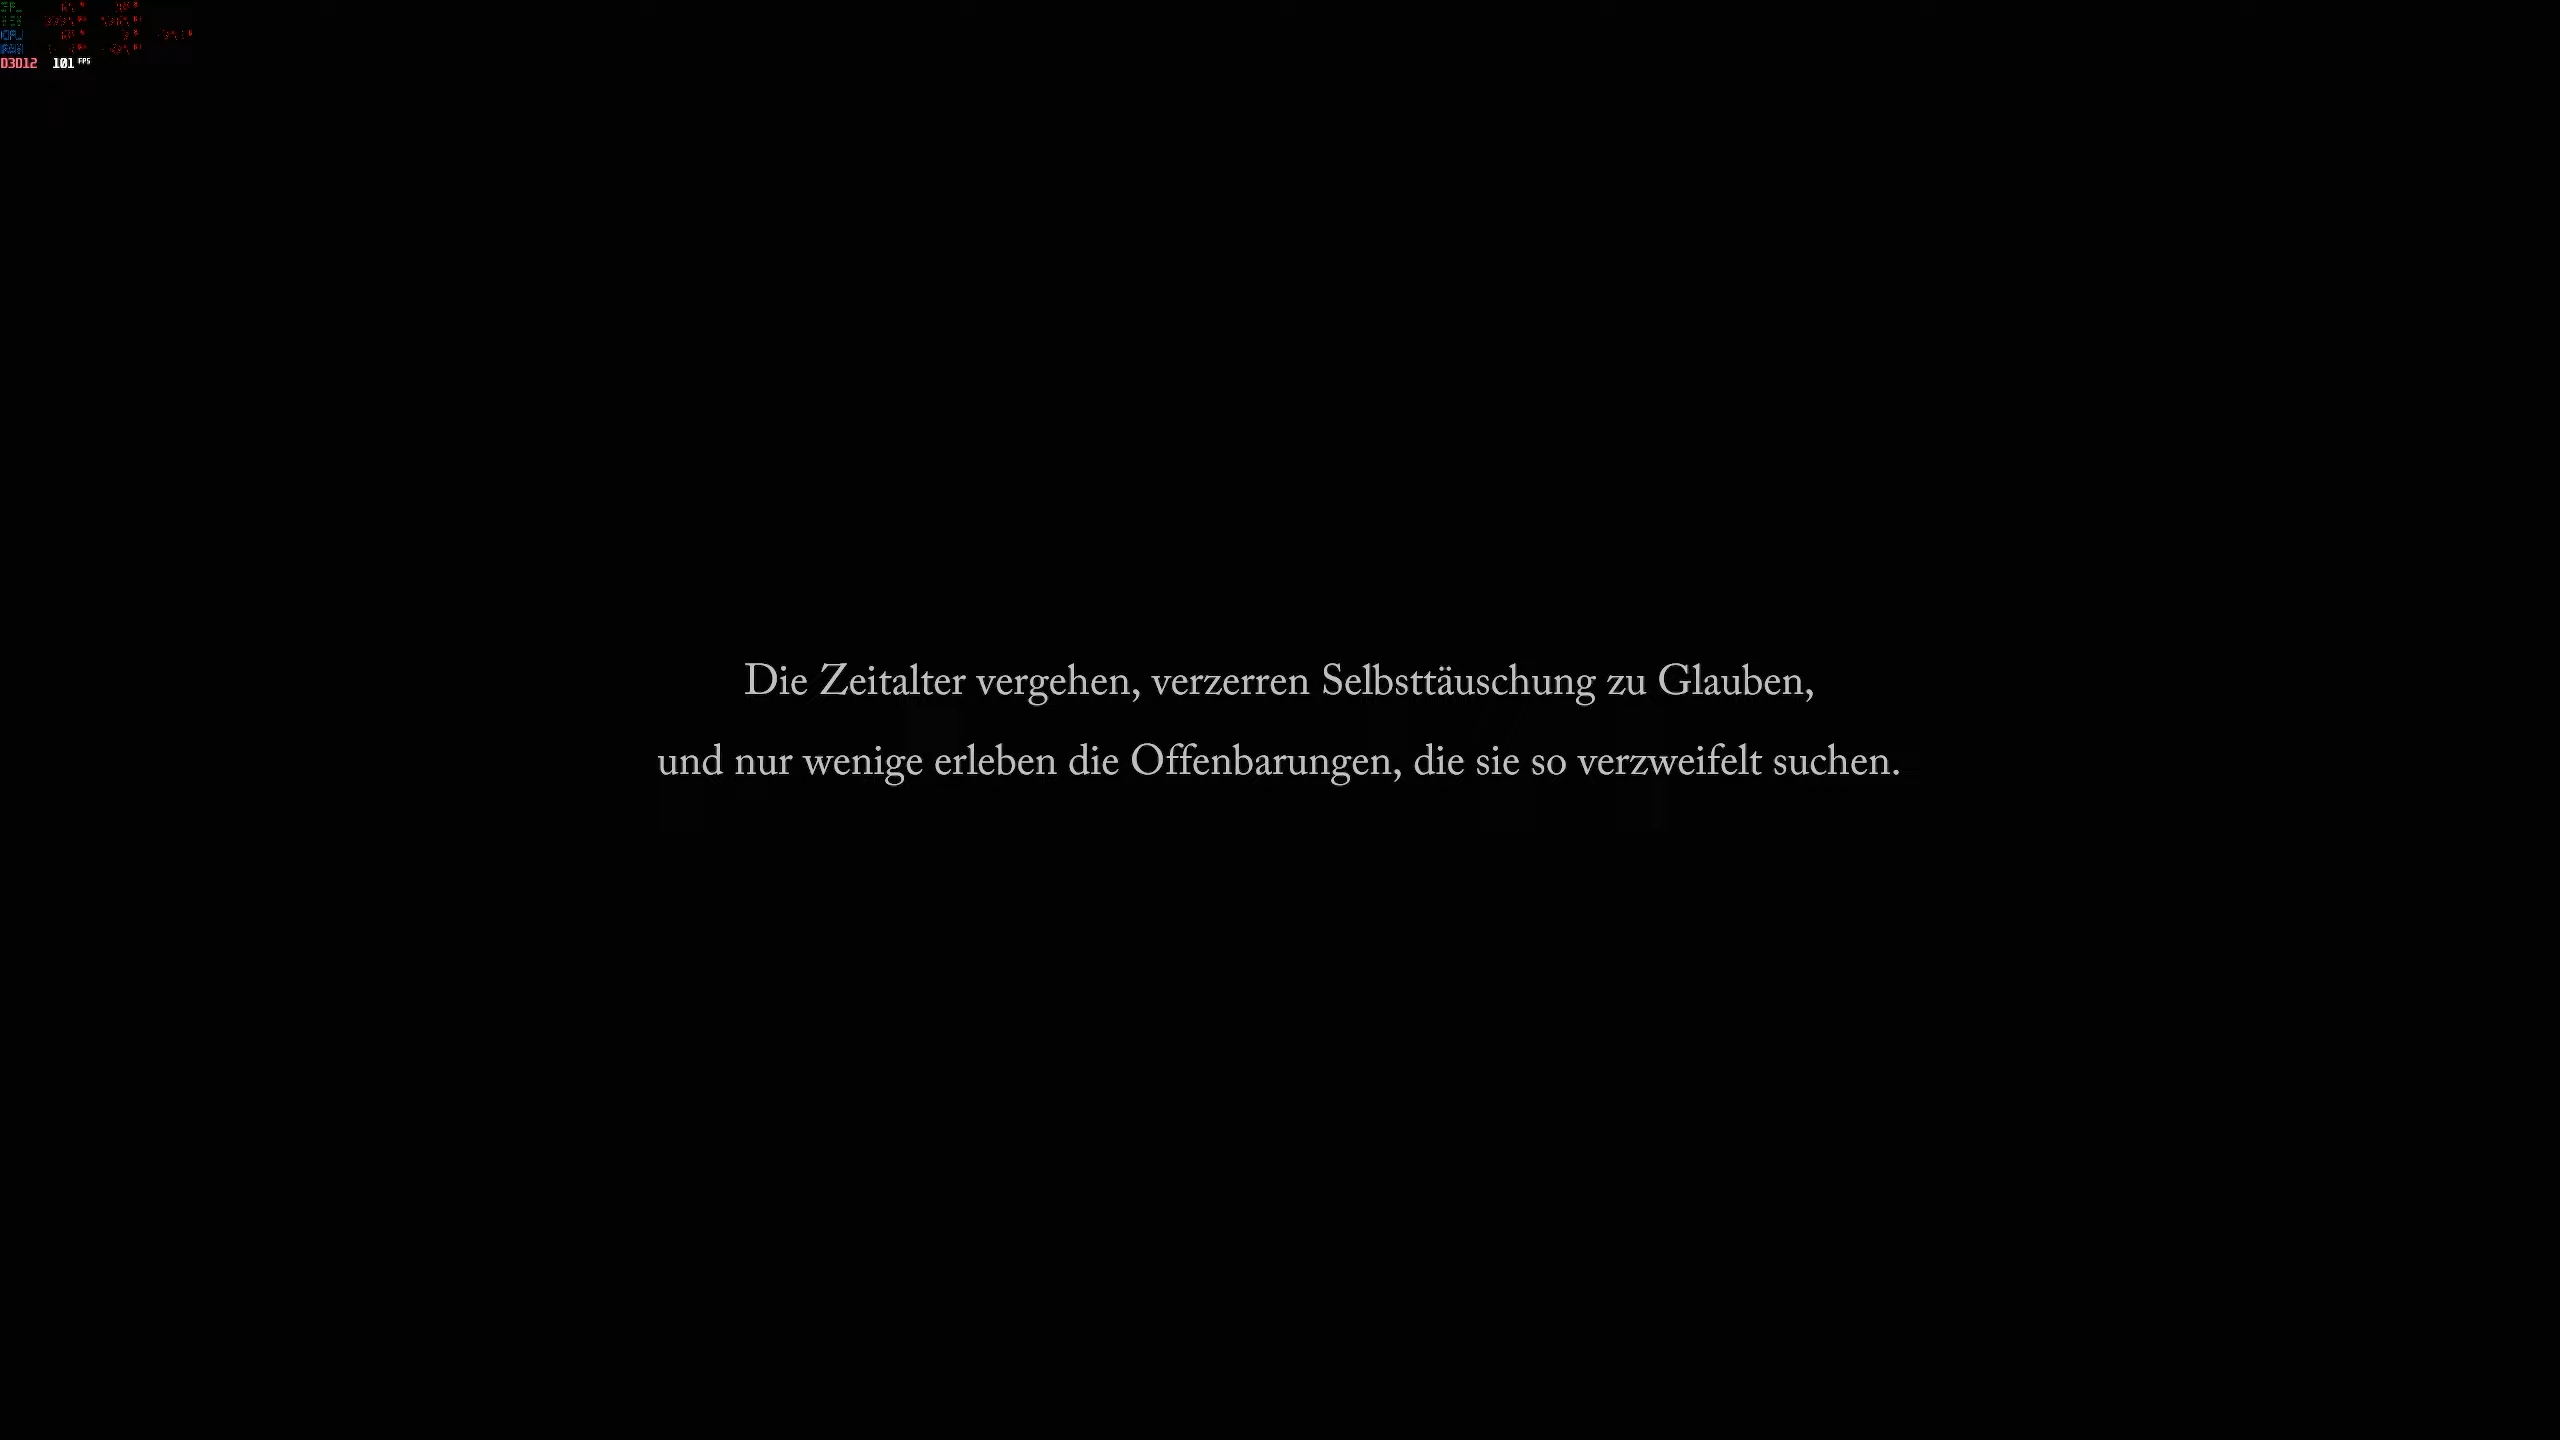 D3D12 101 FPS
Die Zeitalter vergehen, verzerren Selbsttäuschung zu Glauben,
und nur wenige erleben die Offenbarungen, die sie so verzweifelt suchen.